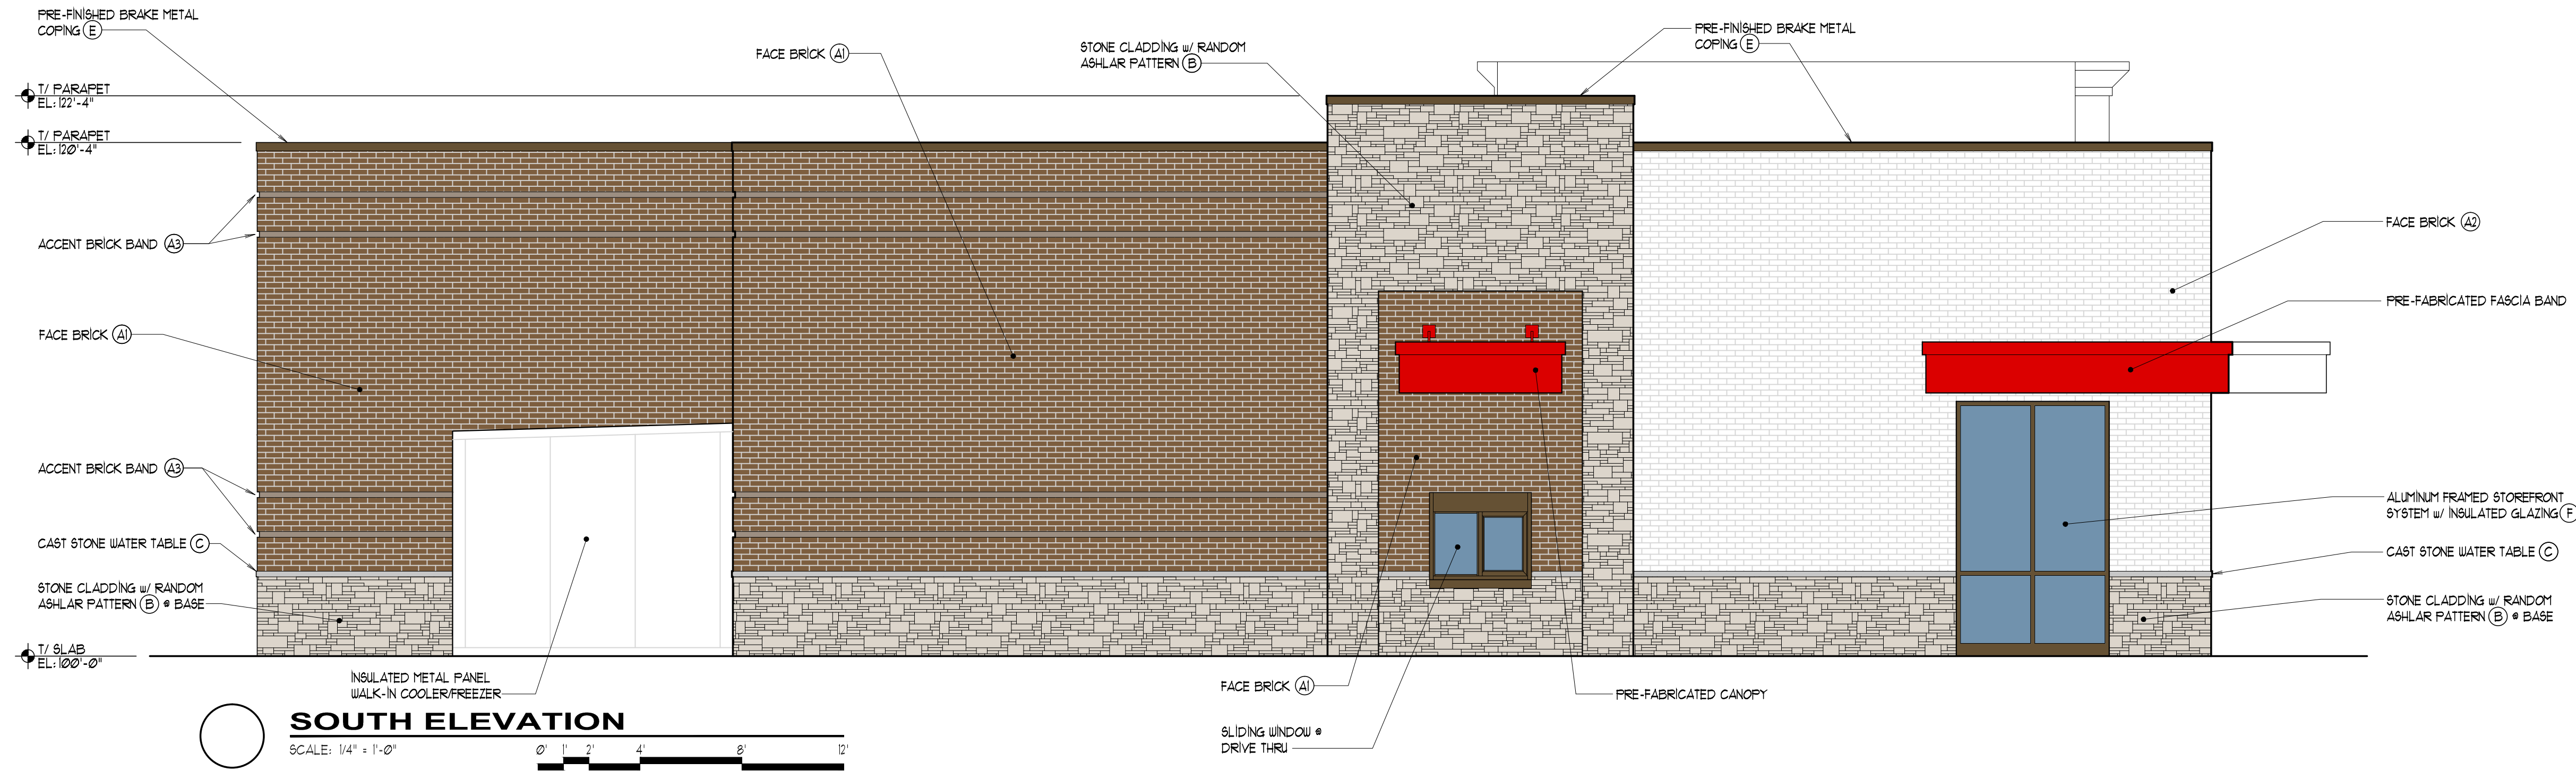 PRE-FINISHED BRAKE METAL
COPING E
T/ PARAPET
EL: 122'-4"
T/ PARAPET
EL: 120'-4"
ACCENT BRICK BAND A3
FACE BRICK A1
ACCENT BRICK BAND A3
CAST STONE WATER TABLE C
STONE CLADDING w/ RANDOM
ASHLAR PATTERN B @ BASE
T/ SLAB
EL: 100'-0"
FACE BRICK A1
STONE CLADDING w/ RANDOM
ASHLAR PATTERN B
PRE-FINISHED BRAKE METAL
COPING E
FACE BRICK A2
PRE-FABRICATED FASCIA BAND
ALUMINUM FRAMED STOREFRONT
SYSTEM w/ INSULATED GLAZING F
CAST STONE WATER TABLE C
STONE CLADDING w/ RANDOM
ASHLAR PATTERN B @ BASE
INSULATED METAL PANEL
WALK-IN COOLER/FREEZER
FACE BRICK A1
PRE-FABRICATED CANOPY
SLIDING WINDOW @
DRIVE THRU
SOUTH ELEVATION
SCALE: 1/4" = 1'-0"
0' 1' 2' 4' 8' 12'